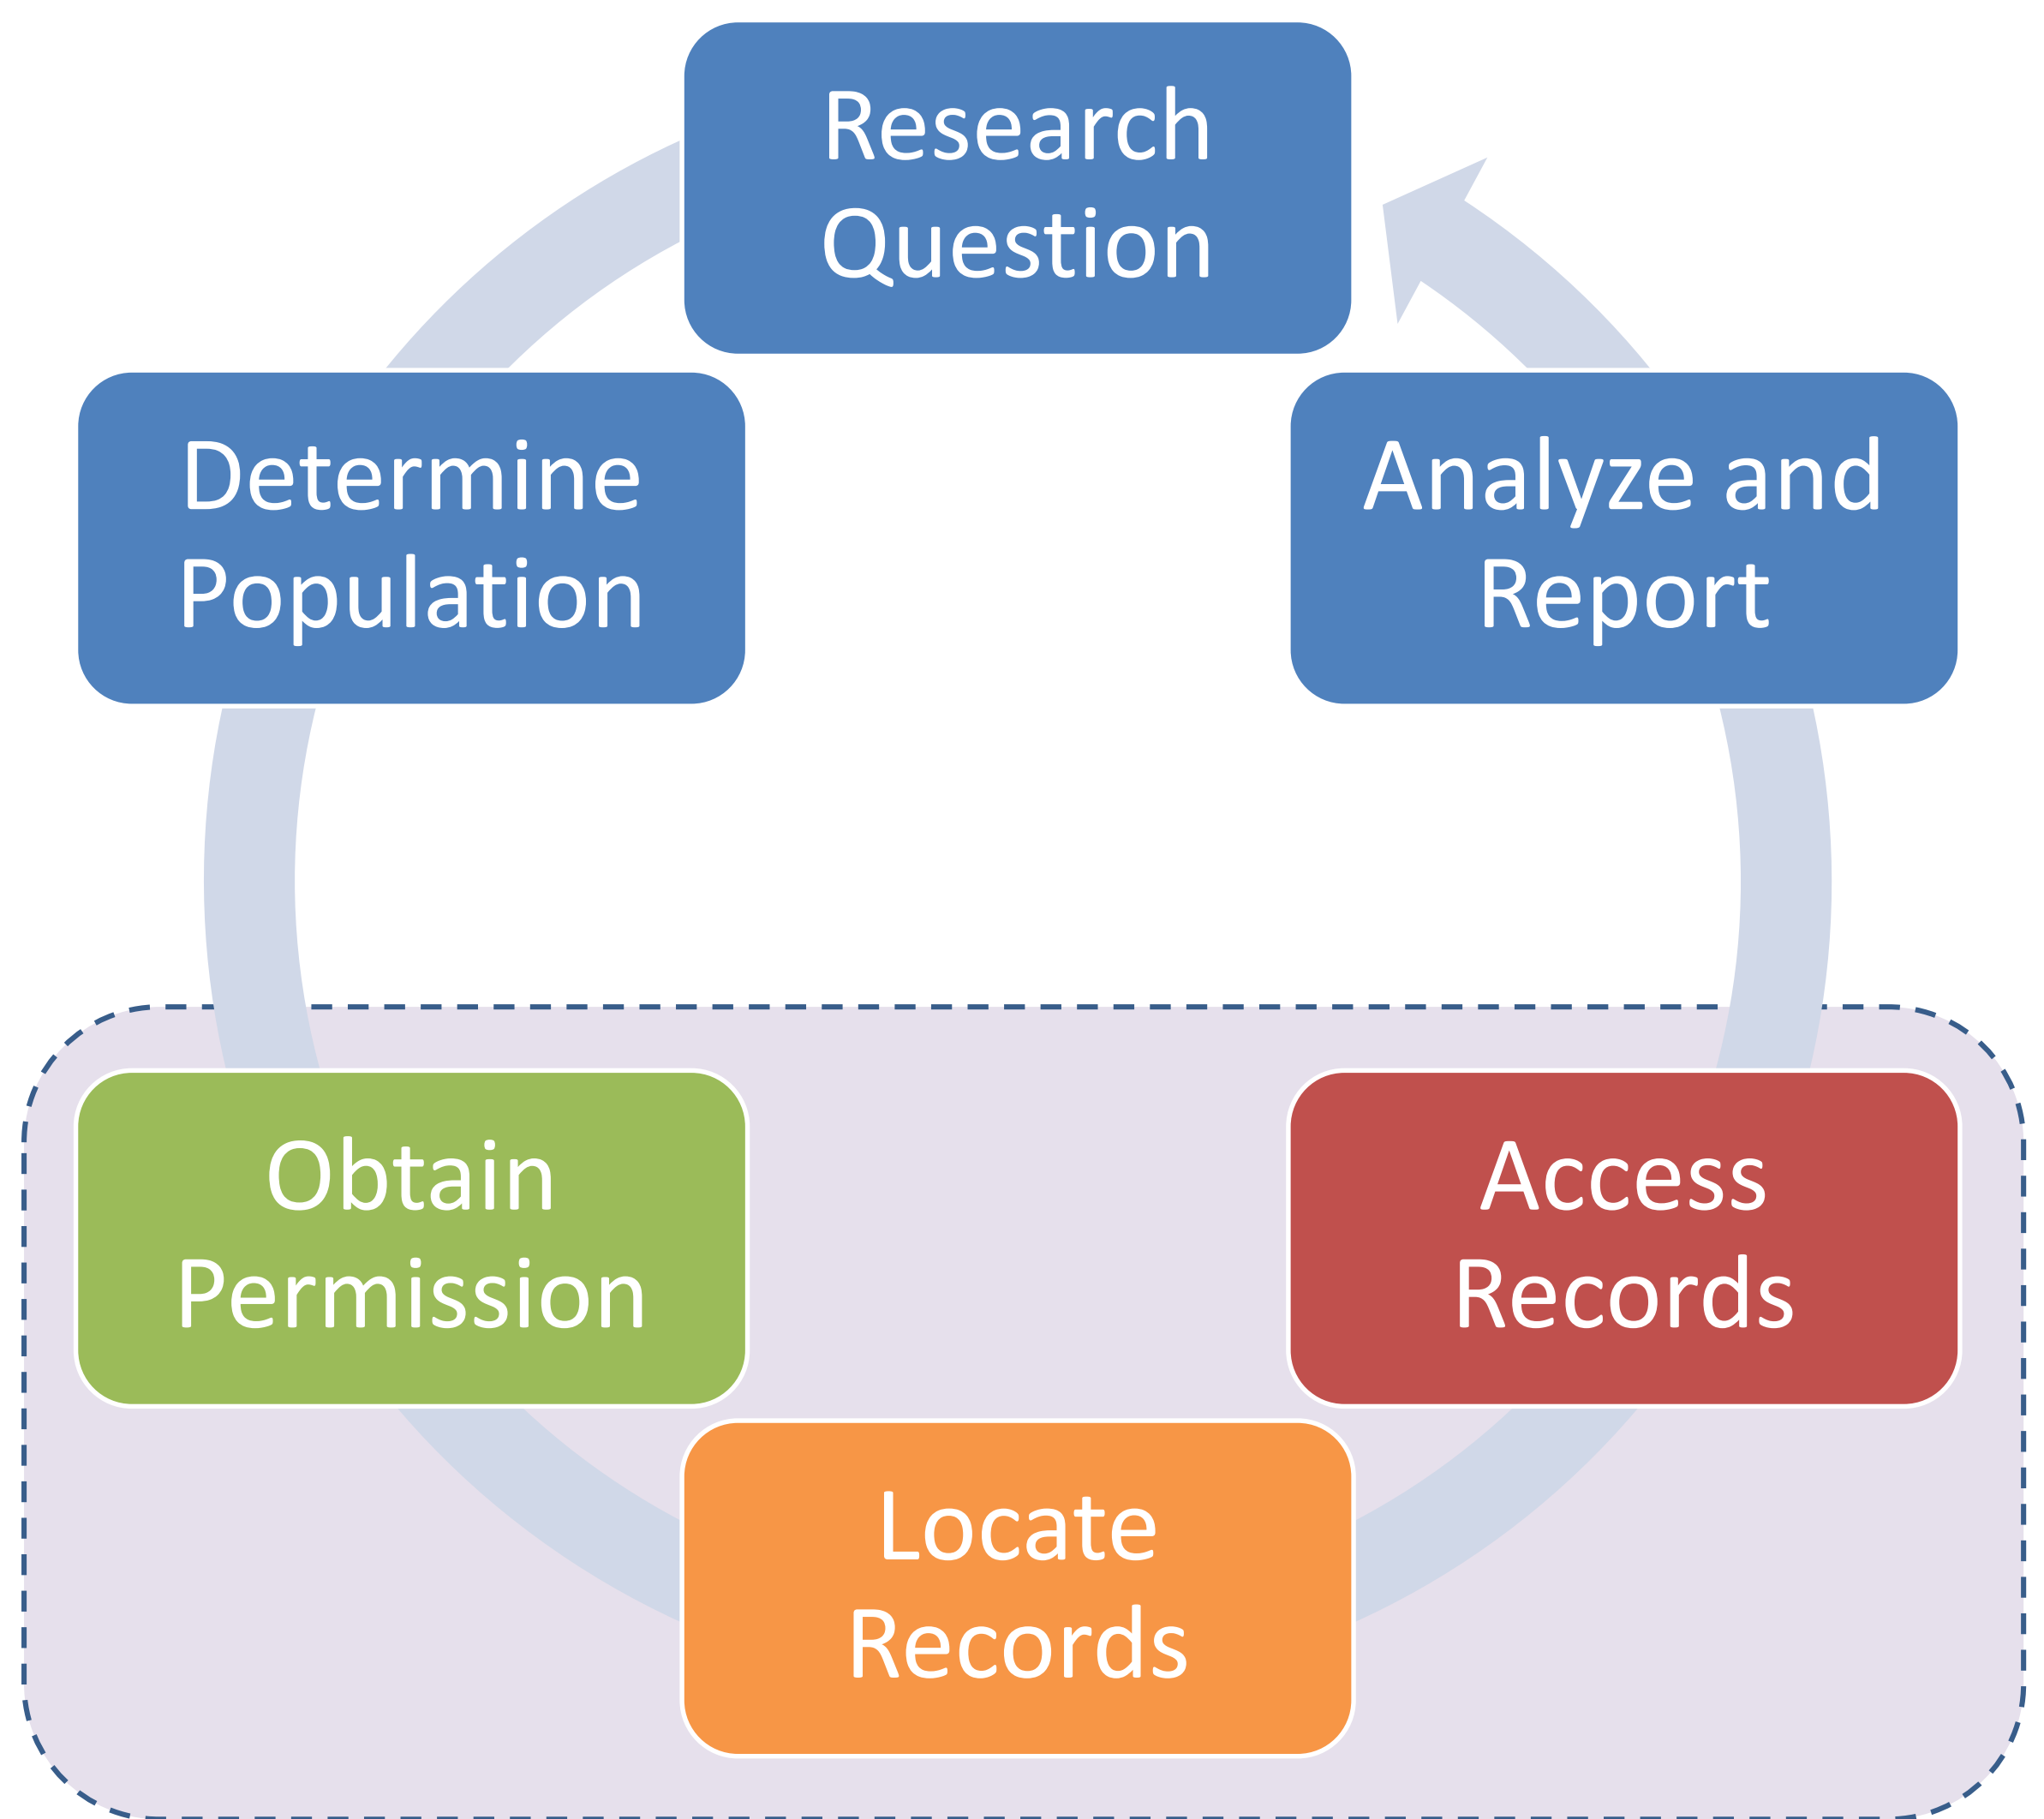 Research
Question
Determine
Population
Analyze and
Report
Obtain
Permission
Access
Records
Locate
Records